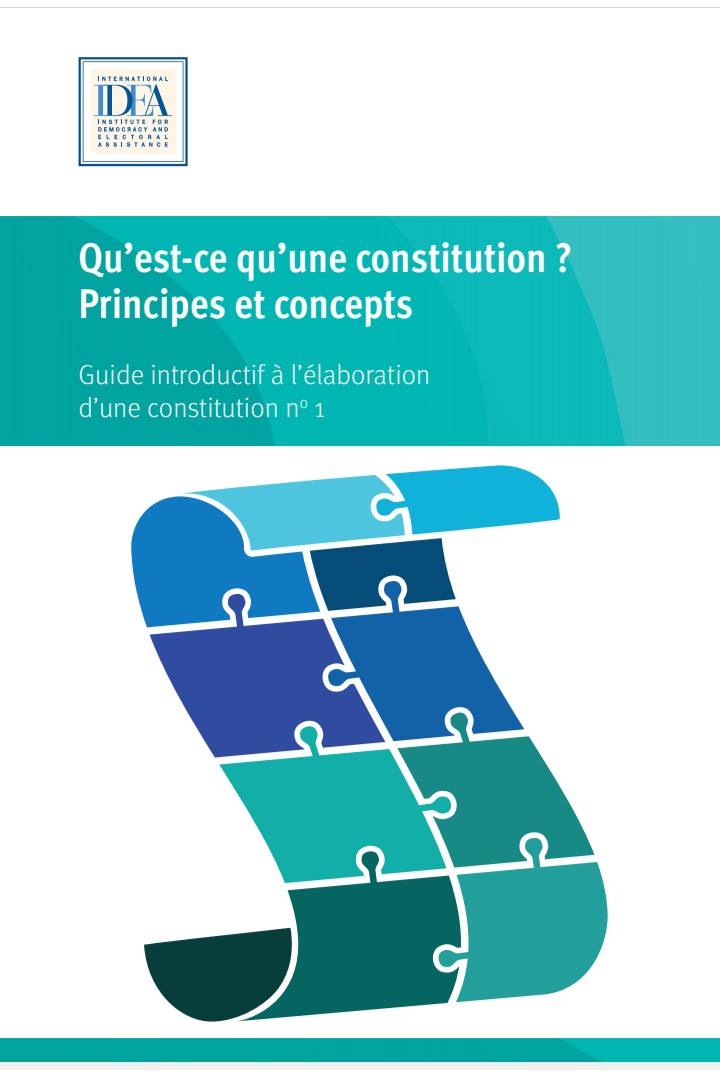 INTERNATIONAL
IDEA
INSTITUTE FOR
DEMOCRACY AND
ELECTORAL
ASSISTANCE
Qu’est-ce qu’une constitution ?
Principes et concepts
Guide introductif à l’élaboration
d’une constitution nº 1